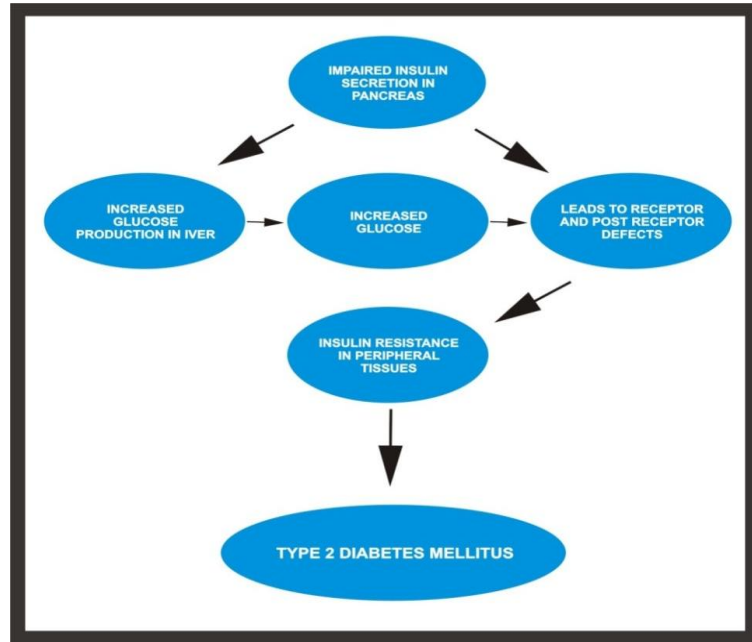 IMPAIRED INSULIN
SECRETION IN
PANCREAS
INCREASED
GLUCOSE
PRODUCTION IN IVER
INCREASED
GLUCOSE
LEADS TO RECEPTOR
AND POST RECEPTOR
DEFECTS
INSULIN RESISTANCE
IN PERIPHERAL
TISSUES
TYPE 2 DIABETES MELLITUS